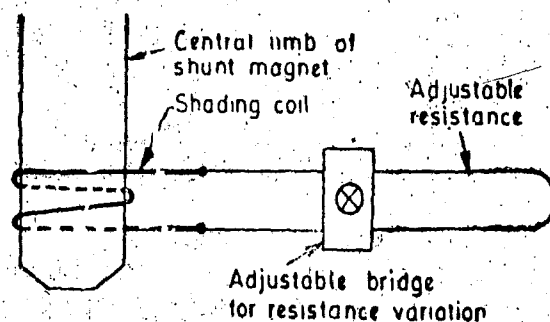 Central limb of
shunt magnet
Shading coil
Adjustable
resistance
Adjustable bridge
for resistance variation